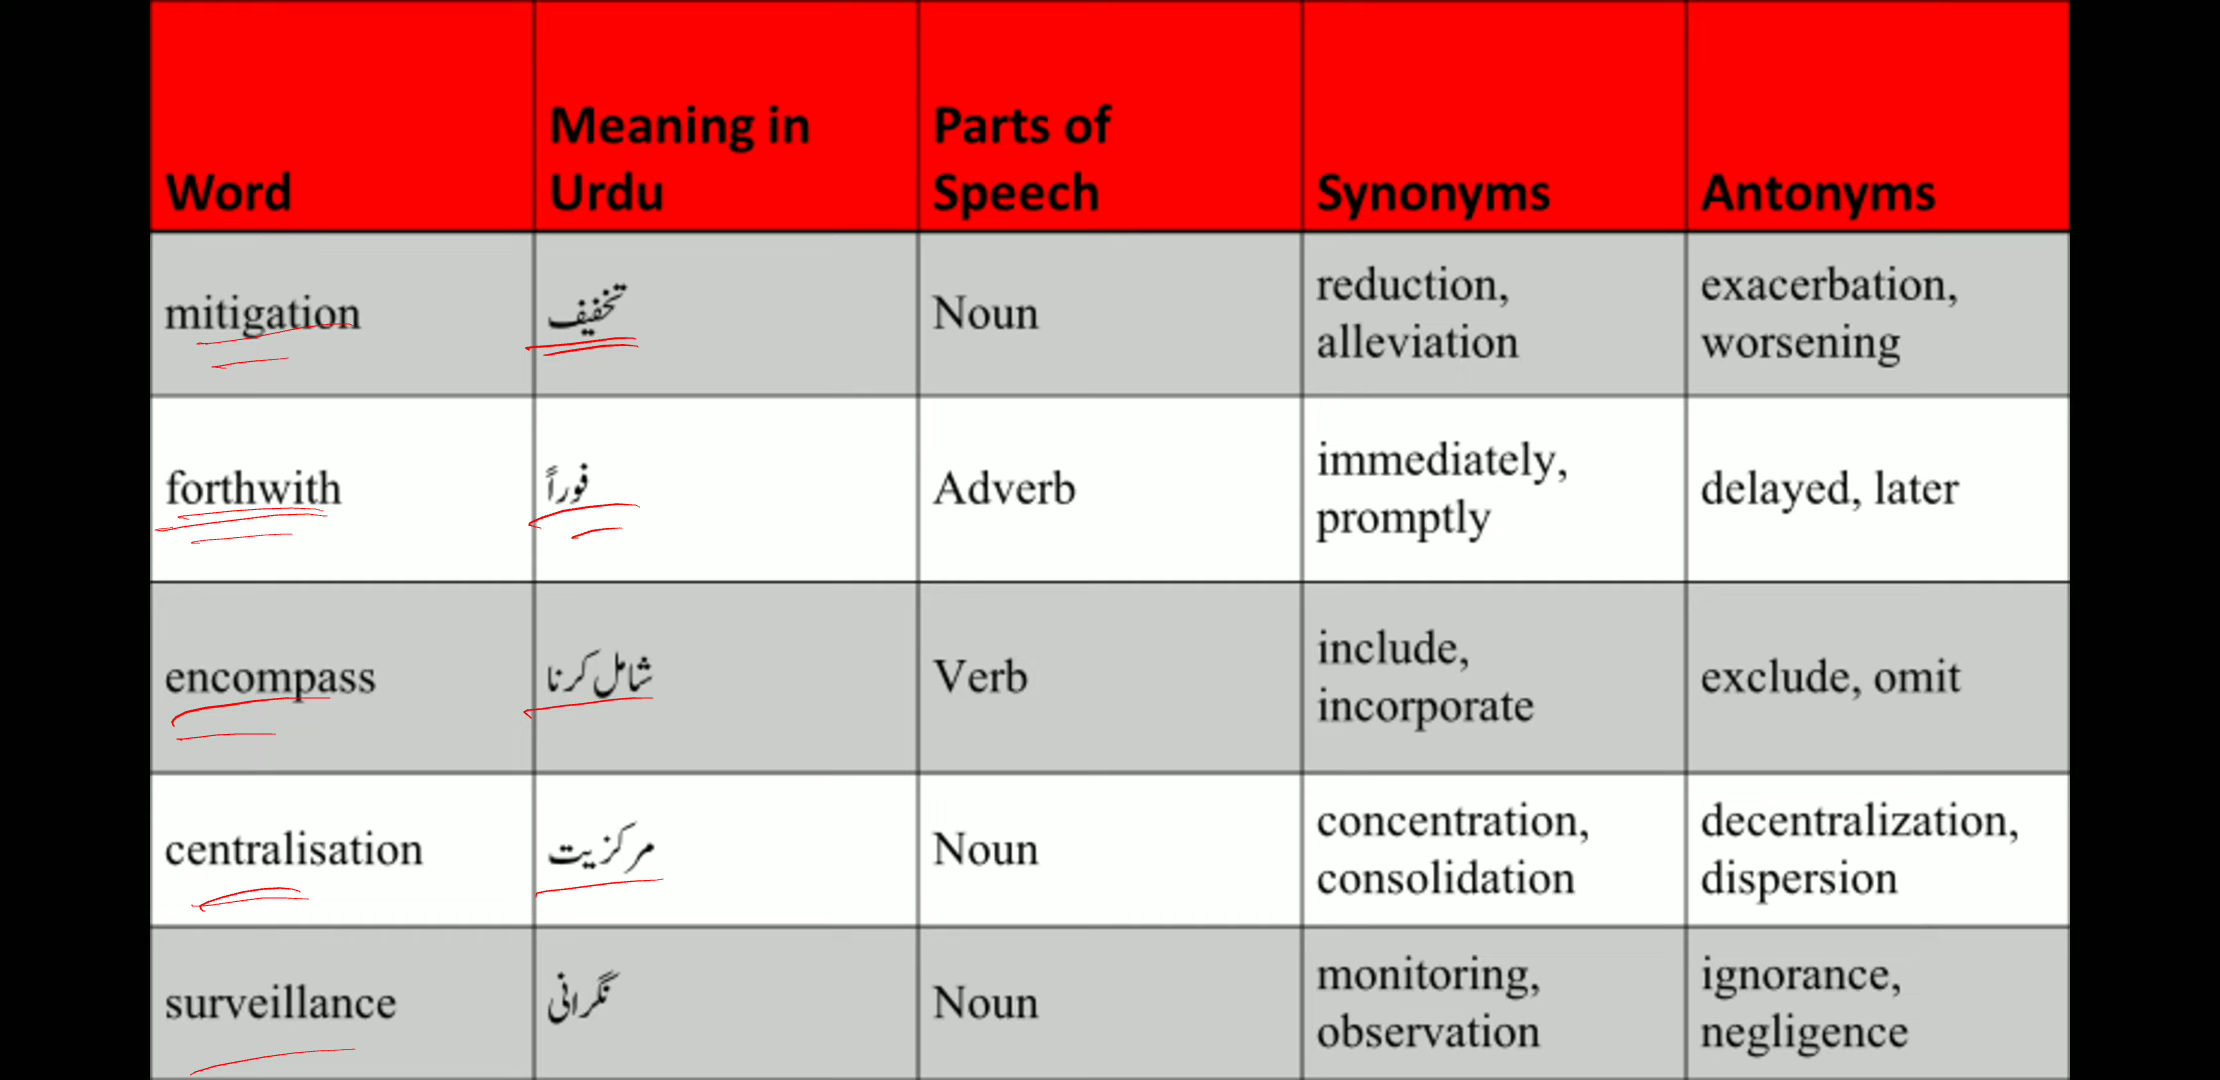 Word
Meaning in
Urdu
Parts of
Speech
Synonyms
Antonyms
mitigation
تخفیف
Noun
reduction,
alleviation
exacerbation,
worsening
forthwith
فوراً
Adverb
immediately,
promptly
delayed, later
encompass
شامل کرنا
Verb
include,
incorporate
exclude, omit
centralisation
مرکزیت
Noun
concentration,
consolidation
decentralization,
dispersion
surveillance
نگرانی
Noun
monitoring,
observation
ignorance,
negligence